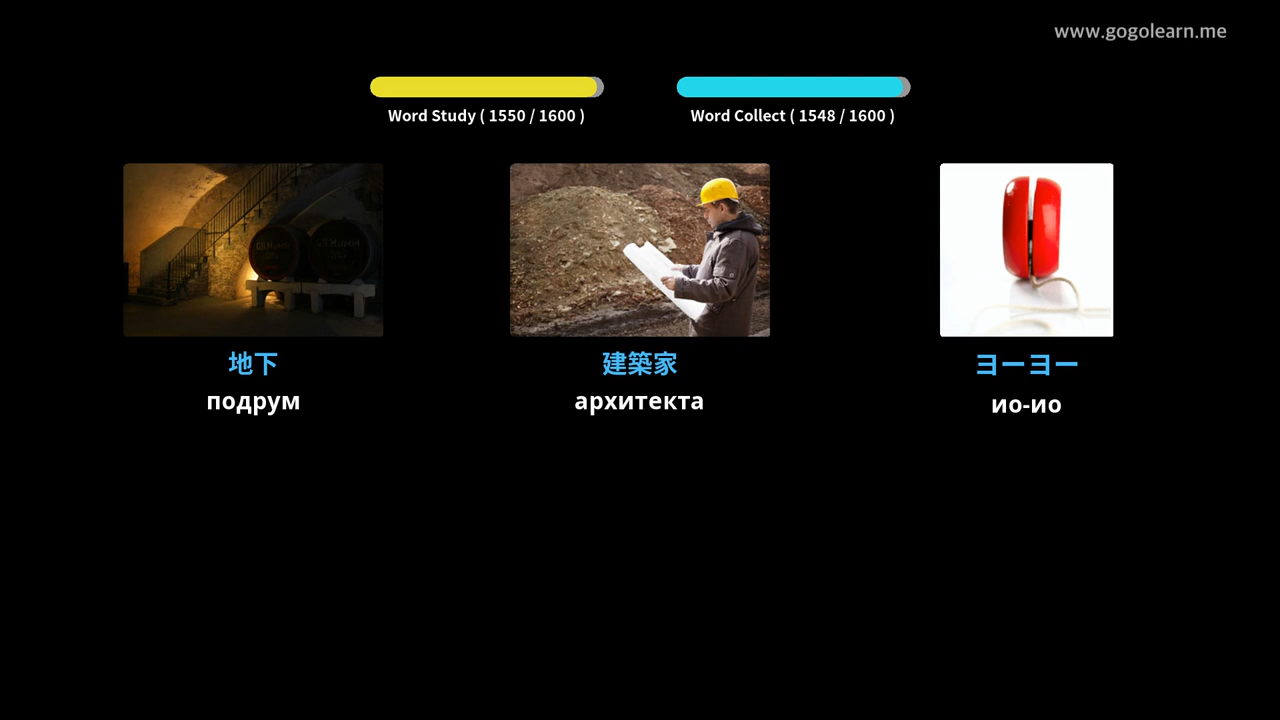 www.gogolearn.me
Word Study ( 1550 / 1600 )
Word Collect ( 1548 / 1600 )
地下
建築家
ヨーヨー
подрум
архитекта
ио-ио